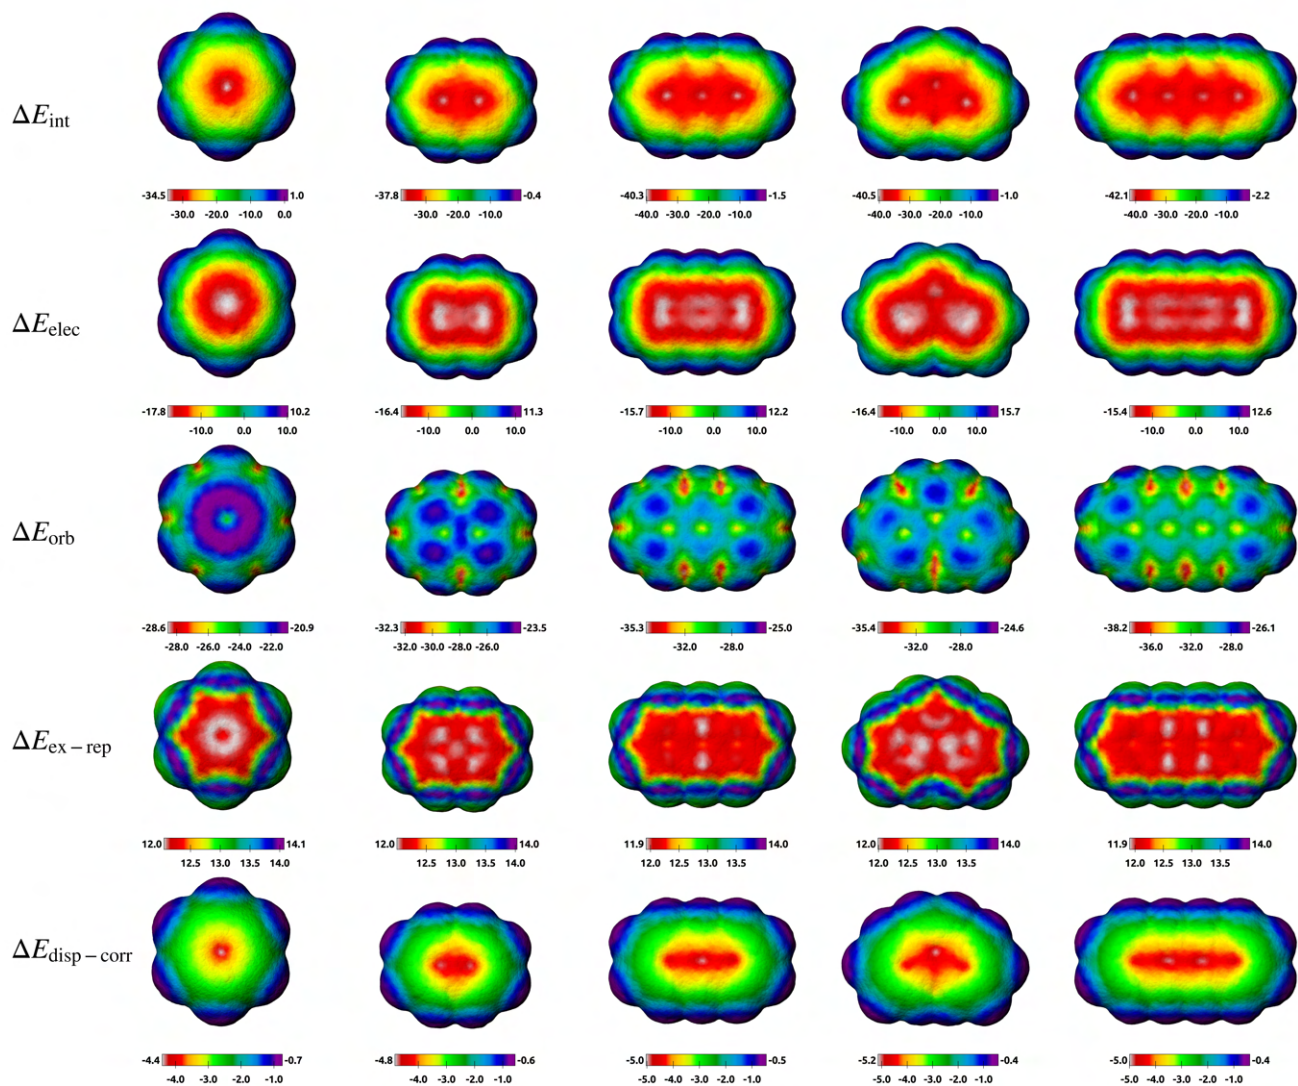 ΔE_int
-34.5 1.0 -37.8 -0.4 -40.3 -1.5 -40.5 -1.0 -42.1 -2.2
-30.0 -20.0 -10.0 0.0 -30.0 -20.0 -10.0 -40.0 -30.0 -20.0 -10.0 -40.0 -30.0 -20.0 -10.0 -40.0 -30.0 -20.0 -10.0
ΔE_elec
-17.8 10.2 -16.4 11.3 -15.7 12.2 -16.4 15.7 -15.4 12.6
-10.0 0.0 10.0 -10.0 0.0 10.0 -10.0 0.0 10.0 -10.0 0.0 10.0 -10.0 0.0 10.0
ΔE_orb
-28.6 -20.9 -32.3 -23.5 -35.3 -25.0 -35.4 -24.6 -38.2 -26.1
-28.0 -26.0 -24.0 -22.0 -32.0 -30.0 -28.0 -26.0 -32.0 -28.0 -32.0 -28.0 -36.0 -32.0 -28.0
ΔE_ex-rep
12.0 14.1 12.0 14.0 11.9 14.0 12.0 14.0 11.9 14.0
12.5 13.0 13.5 14.0 12.5 13.0 13.5 14.0 12.0 12.5 13.0 13.5 14.0 12.0 12.5 13.0 13.5 12.0 12.5 13.0 13.5
ΔE_disp-corr
-4.4 -0.7 -4.8 -0.6 -5.0 -0.5 -5.2 -0.4 -5.0 -0.4
-4.0 -3.0 -2.0 -1.0 -4.0 -3.0 -2.0 -1.0 -5.0 -4.0 -3.0 -2.0 -1.0 -5.0 -4.0 -3.0 -2.0 -1.0 -5.0 -4.0 -3.0 -2.0 -1.0